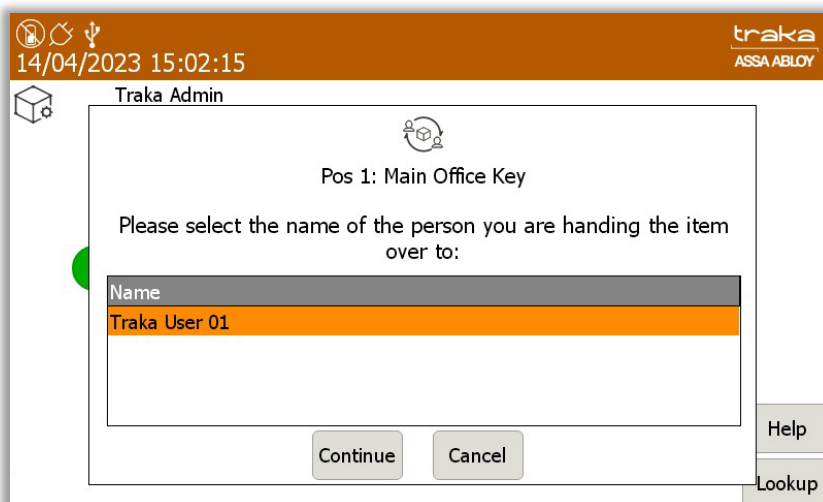 traka
14/04/2023 15:02:15
ASSA ABLOY
Traka Admin
Pos 1: Main Office Key
Please select the name of the person you are handing the item
over to:
Name
Traka User 01
Continue
Cancel
Help
Lookup